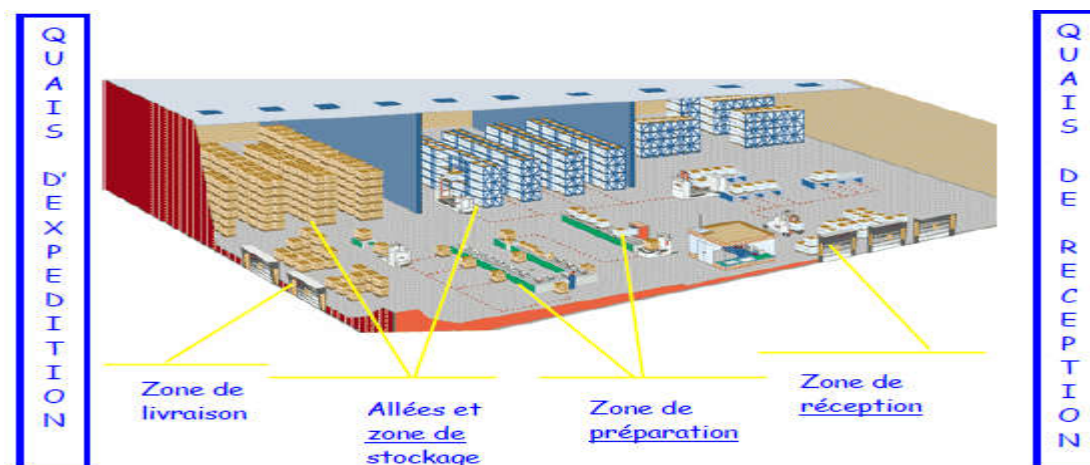 QUAIS D'EXPEDITION
Zone de
livraison
Allées et
zone de
stockage
Zone de
préparation
Zone de
réception
QUAIS DE RECEPTION